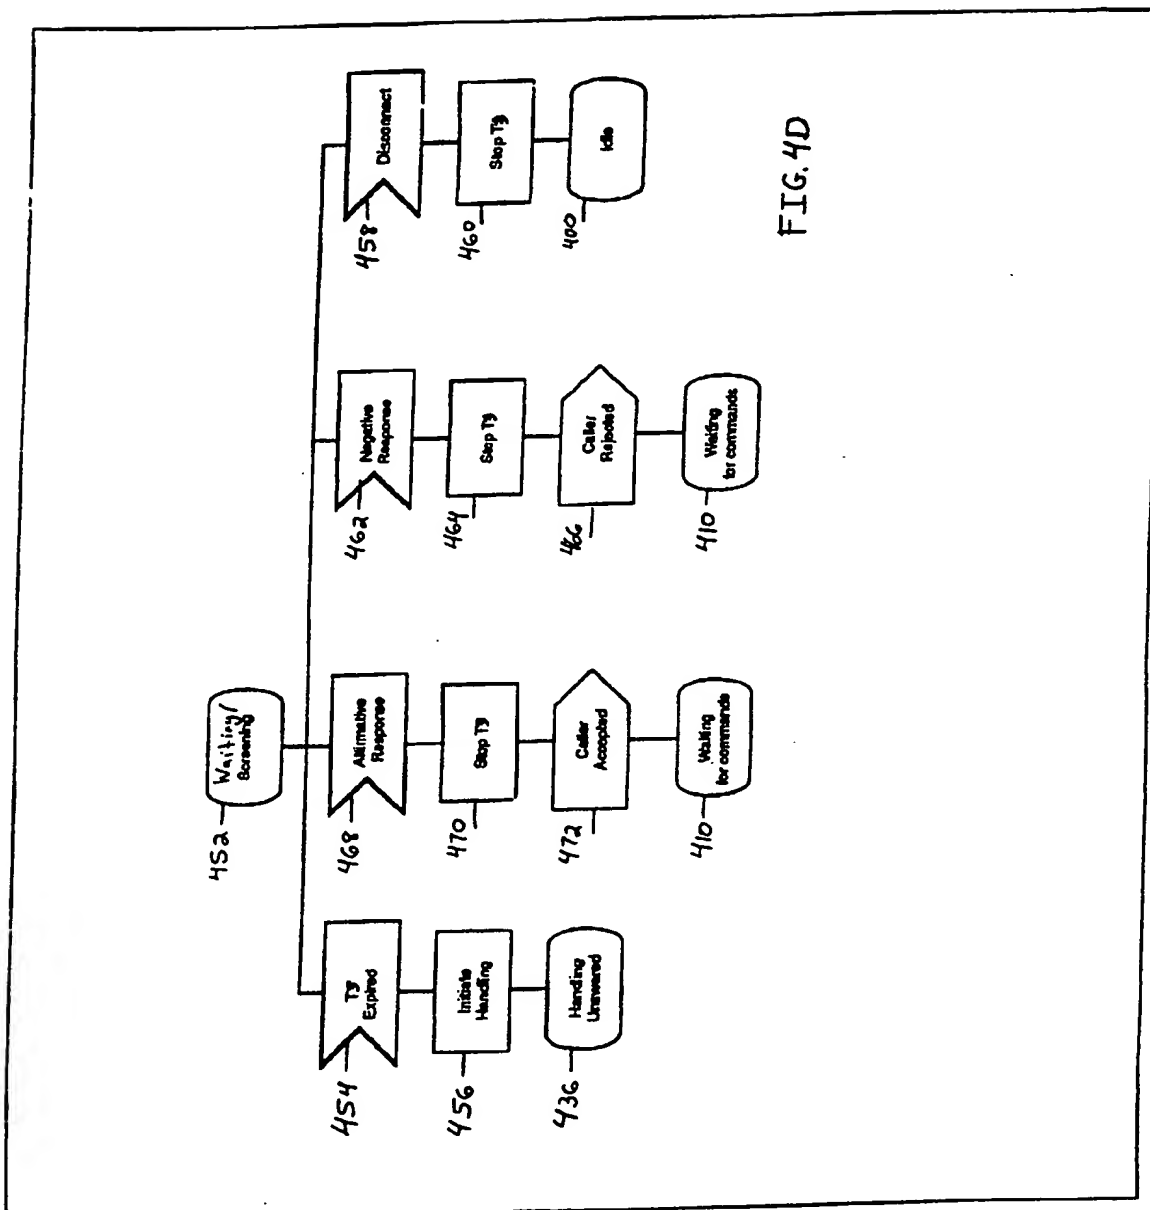 Waiting/
Screening
452
T3
Expired
454
Initiate
Handling
456
Handling
Unaswered
436
Affirmative
Response
468
Stop T3
470
Caller
Accepted
472
Waiting
for commands
410
Negative
Response
462
Stop T3
464
Caller
Rejected
466
Waiting
for commands
410
Disconnect
458
Stop T3
460
Idle
400
FIG. 4D